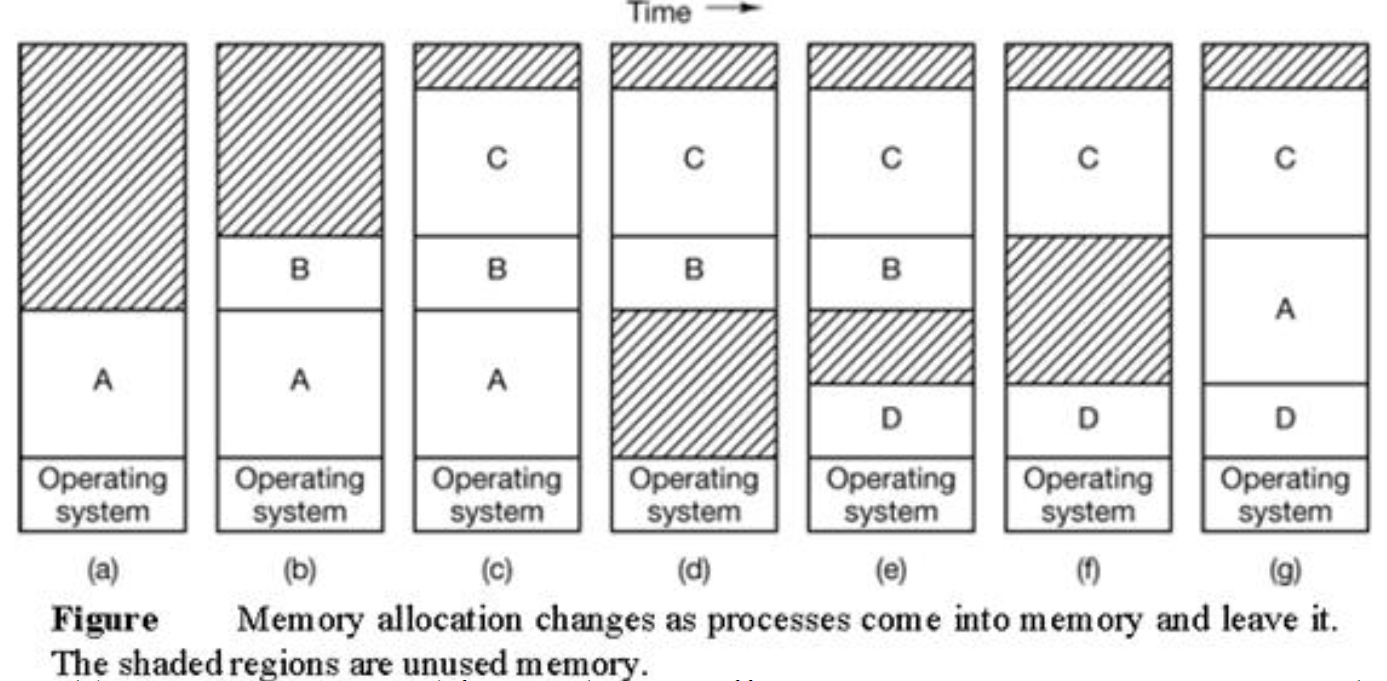 Time
C C C C C
B B B B
A
A A A
D D D
Operating system Operating system Operating system Operating system Operating system Operating system Operating system
(a) (b) (c) (d) (e) (f) (g)
Figure Memory allocation changes as processes come into memory and leave it.
The shaded regions are unused memory.